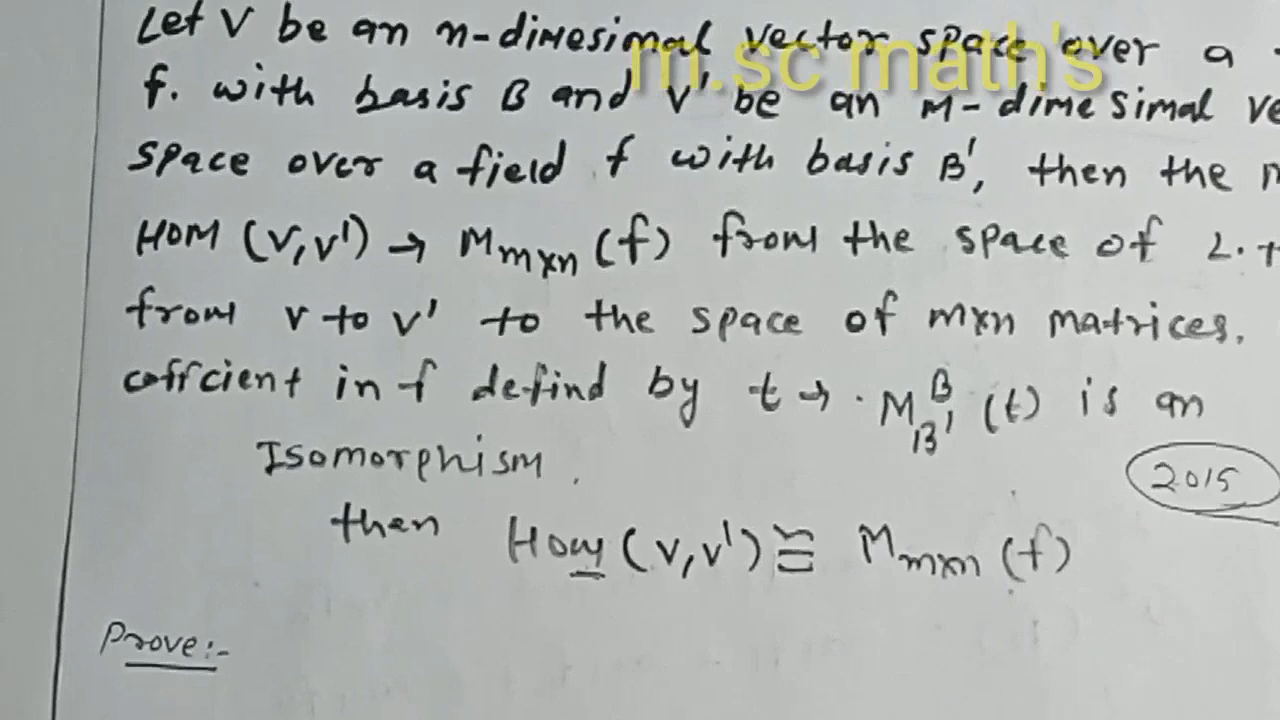 Let V be an n-dimesimal vector space over a
f. with basis B and V' be an m-dimesimal ve
space over a field f with basis B', then the
HOM (V,V') → Mmxn (f) from the space of L.T
from V to V' to the space of mxn matrices.
cofficient in f defind by t → . M^B_B' (t) is an
Isomorphism.
2015
then Hom (V,V') ≅ Mmxn (f)
Prove:-
m.sc math's